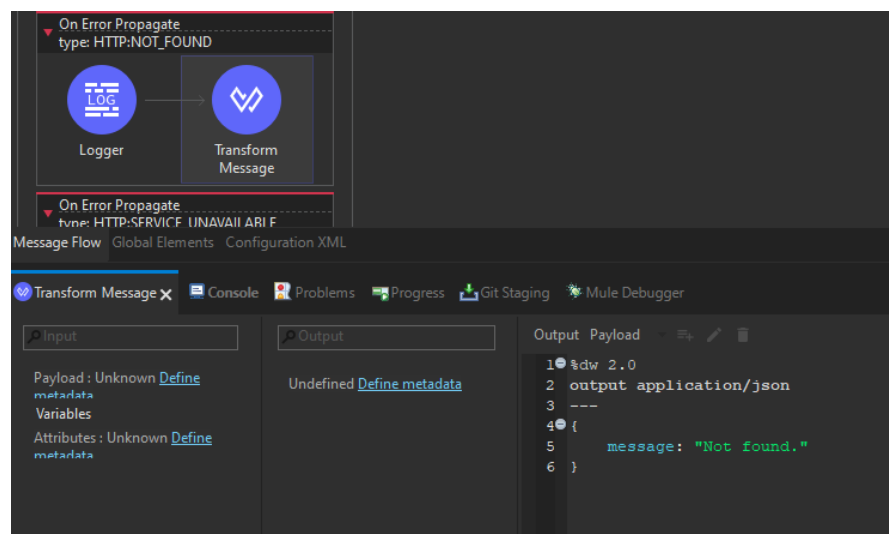 On Error Propagate
type: HTTP:NOT_FOUND
LOG
Logger
Transform
Message
On Error Propagate
type: HTTP:SERVICE_UNAVAILABLE
Message Flow Global Elements Configuration XML
Transform Message Console Problems Progress Git Staging Mule Debugger
Input
Output
Output Payload
Payload : Unknown Define
metadata
Variables
Attributes : Unknown Define
metadata
Undefined Define metadata
1 %dw 2.0
2 output application/json
3 ---
4 {
5 message: "Not found."
6 }